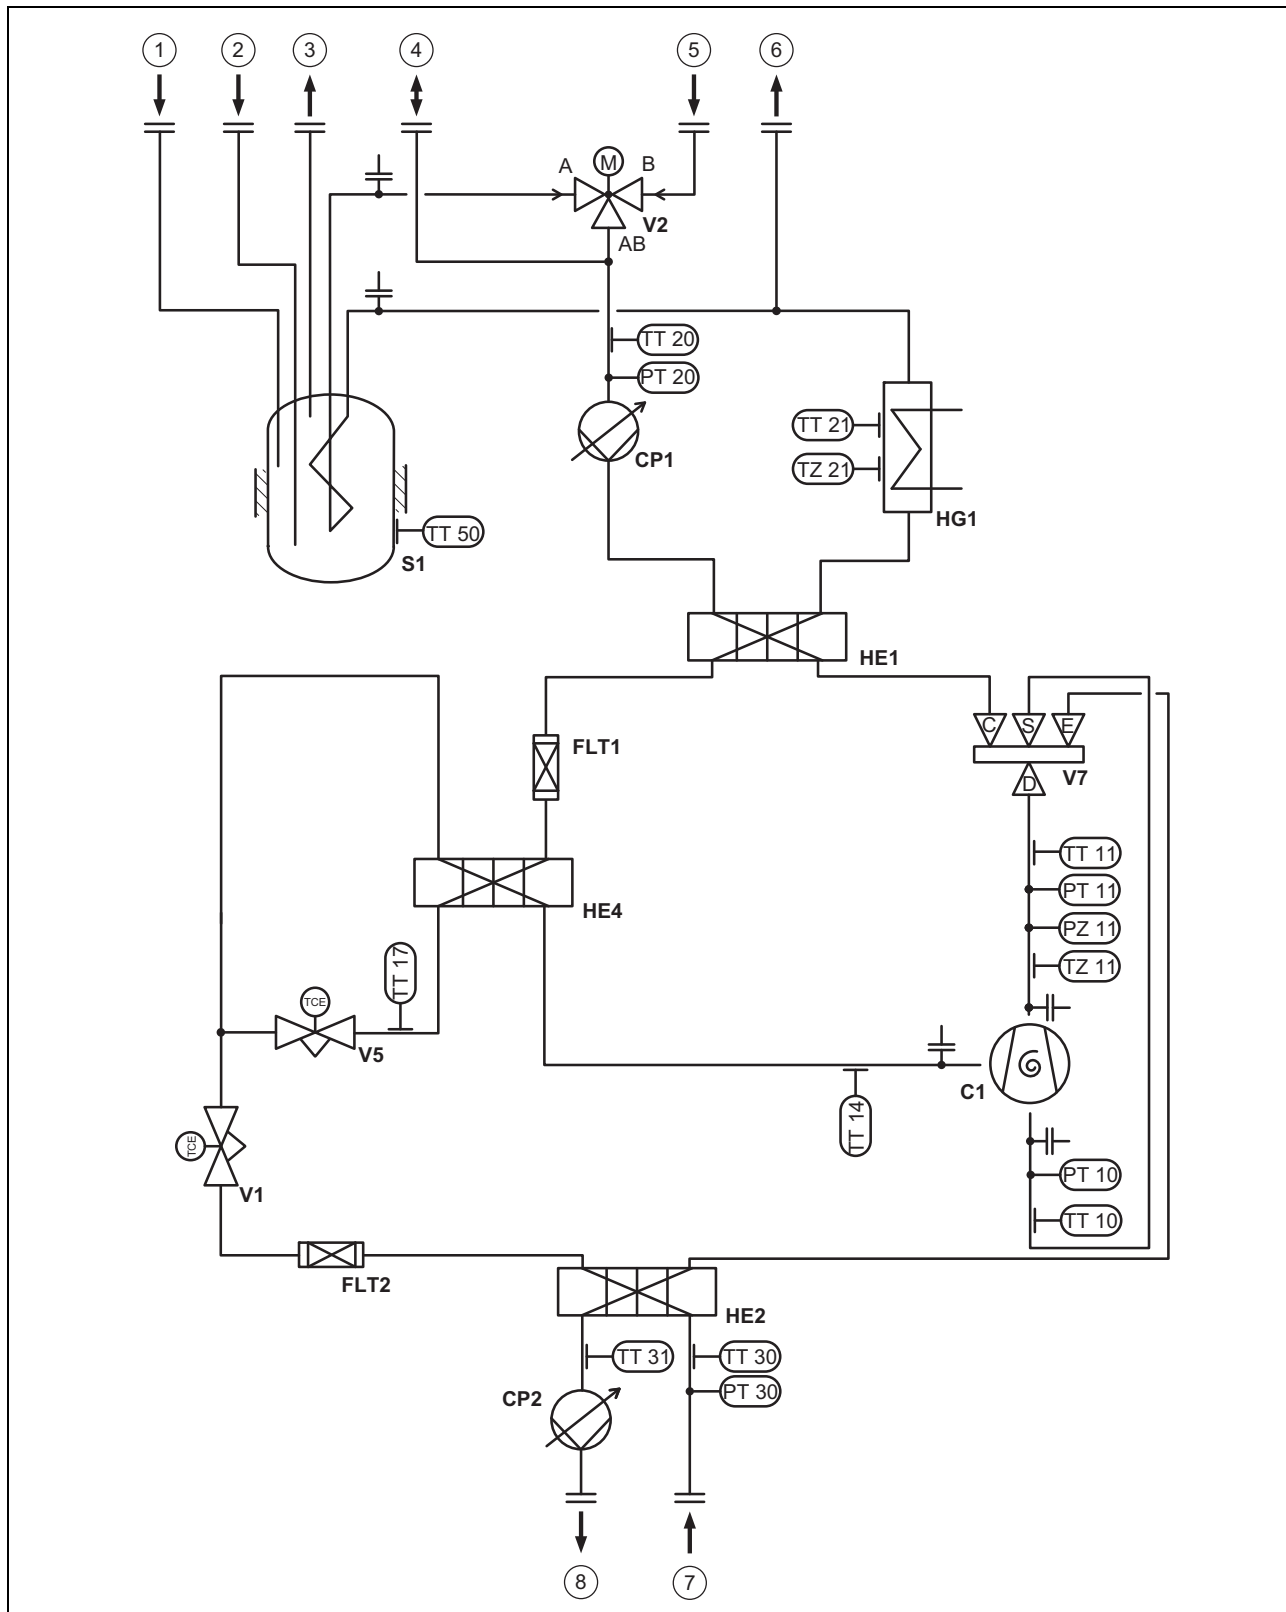 1
2
3
4
5
6
A
M
B
V2
AB
TT 20
PT 20
CP1
TT 21
TZ 21
HG1
TT 50
S1
HE1
C
S
E
V7
D
FLT1
TT 11
PT 11
PZ 11
TZ 11
HE4
TT 17
TCE
V5
C1
TT 14
TCE
V1
PT 10
TT 10
FLT2
HE2
TT 31
TT 30
PT 30
CP2
8
7